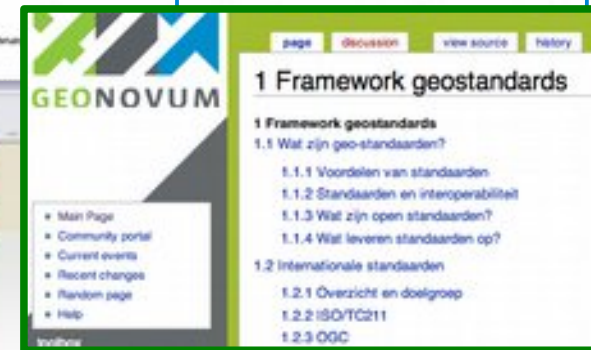 GEONOVUM
page discussion view source history
1 Framework geostandards
1 Framework geostandards
1.1 Wat zijn geo-standaarden?
1.1.1 Voordelen van standaarden
1.1.2 Standaarden en interoperabiliteit
1.1.3 Wat zijn open standaarden?
1.1.4 Wat leveren standaarden op?
1.2 Internationale standaarden
1.2.1 Overzicht en doelgroep
1.2.2 ISO/TC211
1.2.3 OGC
Main Page
Community portal
Current events
Recent changes
Random page
Help
toolbox